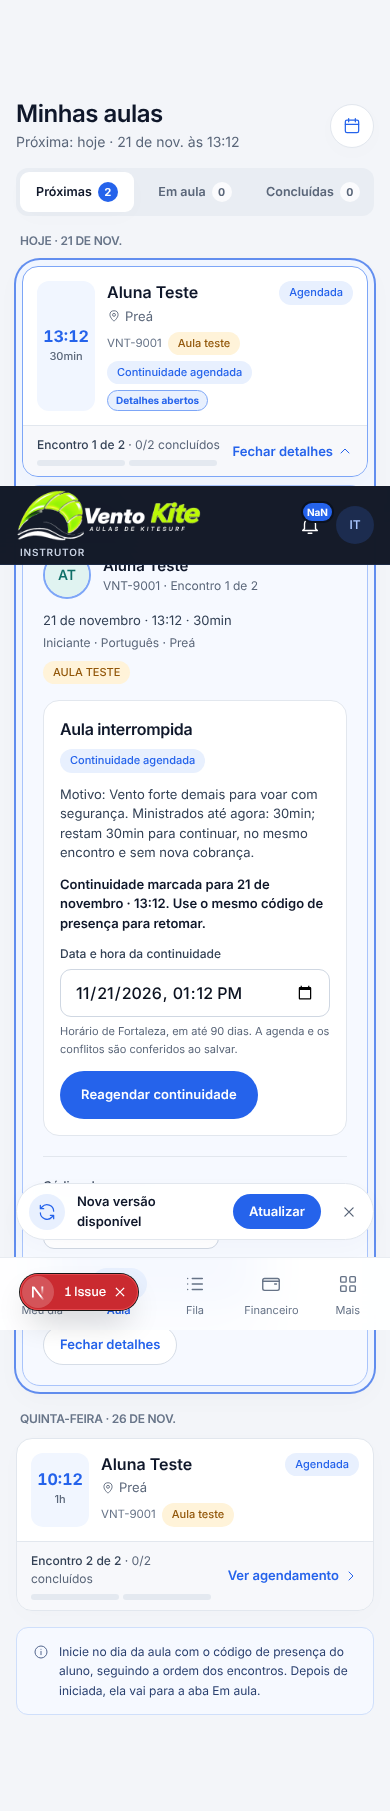 Minhas aulas
Próxima: hoje · 21 de nov. às 13:12
Próximas 2 Em aula 0 Concluídas 0
HOJE · 21 DE NOV.
13:12
30min
Aluna Teste Agendada
Preá
VNT-9001 Aula teste
Continuidade agendada
Detalhes abertos
Encontro 1 de 2 · 0/2 concluídos
Fechar detalhes
Vento Kite
AULAS DE KITESURF
INSTRUTOR
NaN
IT
AT
Aluna Teste
VNT-9001 · Encontro 1 de 2
21 de novembro · 13:12 · 30min
Iniciante · Português · Preá
AULA TESTE
Aula interrompida
Continuidade agendada
Motivo: Vento forte demais para voar com
segurança. Ministrados até agora: 30min;
restam 30min para continuar, no mesmo
encontro e sem nova cobrança.
Continuidade marcada para 21 de
novembro · 13:12. Use o mesmo código de
presença para retomar.
Data e hora da continuidade
11/21/2026, 01:12 PM
Horário de Fortaleza, em até 90 dias. A agenda e os
conflitos são conferidos ao salvar.
Reagendar continuidade
Nova versão
disponível
Atualizar
N 1 Issue
Meu dia Aula Fila Financeiro Mais
Fechar detalhes
QUINTA-FEIRA · 26 DE NOV.
10:12
1h
Aluna Teste Agendada
Preá
VNT-9001 Aula teste
Encontro 2 de 2 · 0/2
concluídos
Ver agendamento
Inicie no dia da aula com o código de presença do
aluno, seguindo a ordem dos encontros. Depois de
iniciada, ela vai para a aba Em aula.